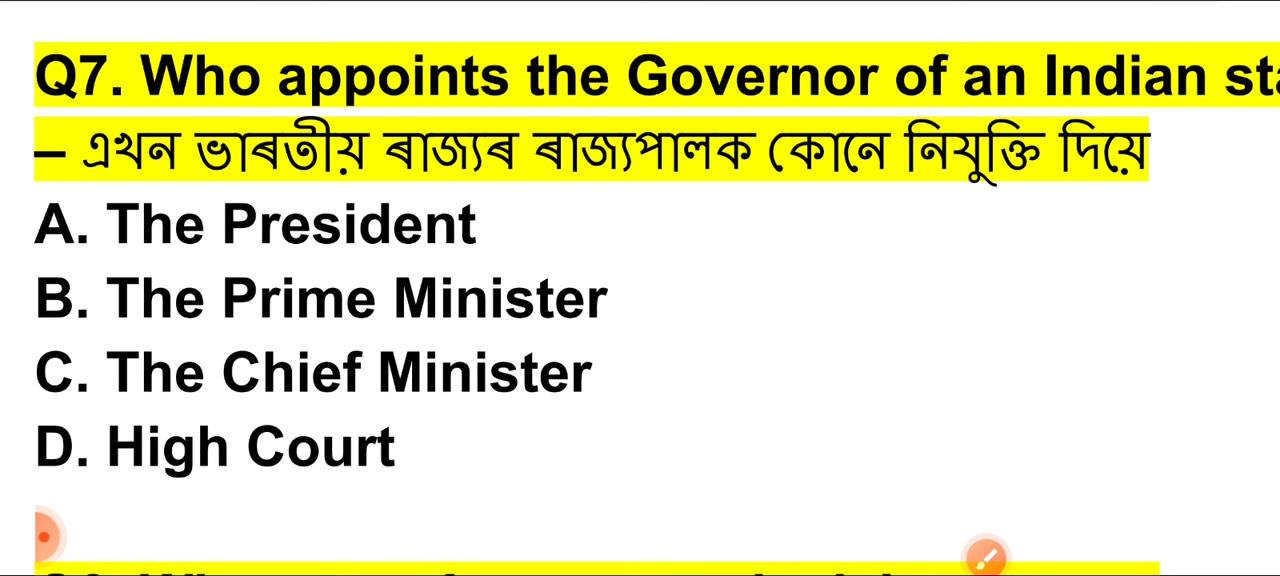 Q7. Who appoints the Governor of an Indian
– এখন ভাৰতীয় ৰাজ্যৰ ৰাজ্যপালক কোনে নিযুক্তি দিয়ে
A. The President
B. The Prime Minister
C. The Chief Minister
D. High Court